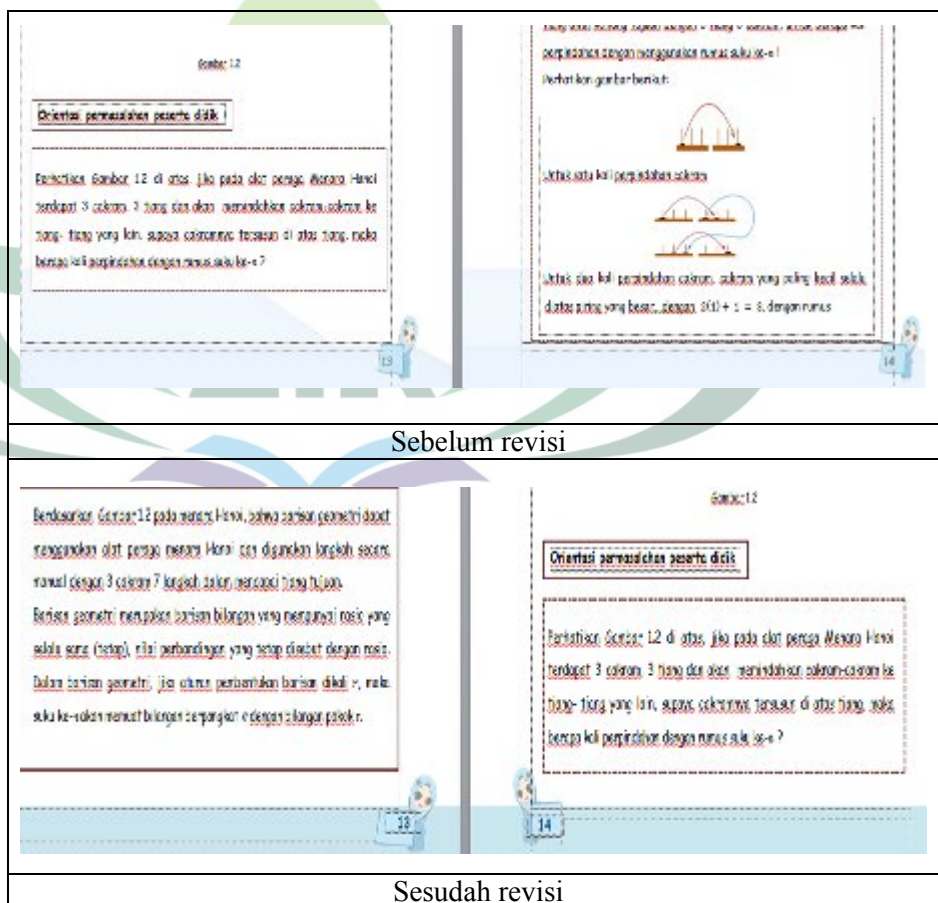 Gambar 1.2
Orientasi permasalahan peserta didik !
Perhatikan Gambar 1.2 di atas, jika pada alat peraga Menara Hanoi
terdapat 3 cakram, 3 tiang dan akan memindahkan cakram-cakram ke
tiang- tiang yang lain, supaya cakramnya tersusun di atas tiang, maka
berapa kali perpindahan dengan rumus suku ke-n ?
13
perpindahan dengan menggunakan rumus suku ke-n !
Perhatikan gambar berikut:
Untuk satu kali perpindahan cakram
Untuk dua kali perpindahan cakram, cakram yang paling kecil selalu
diatas piring yang besar, dengan 2(1) + 1 = 3, dengan rumus
14
Sebelum revisi
Berdasarkan Gambar 1.2 pada menara Hanoi, bahwa barisan geometri dapat
menggunakan alat peraga menara Hanoi dan digunakan langkah secara
manual dengan 3 cakram 7 langkah dalam mencapai tiang tujuan.
Barisan geometri merupakan barisan bilangan yang mempunyai rasio yang
selalu sama (tetap), nilai perbandingan yang tetap disebut dengan rasio.
Dalam barisan geometri, jika aturan pembentukan barisan dikali r, maka
suku ke-n akan memuat bilangan berpangkat n dengan bilangan pokok r.
13
Gambar 1.2
Orientasi permasalahan peserta didik
Perhatikan Gambar 1.2 di atas, jika pada alat peraga Menara Hanoi
terdapat 3 cakram, 3 tiang dan akan memindahkan cakram-cakram ke
tiang- tiang yang lain, supaya cakramnya tersusun di atas tiang, maka
berapa kali perpindahan dengan rumus suku ke-n ?
14
Sesudah revisi